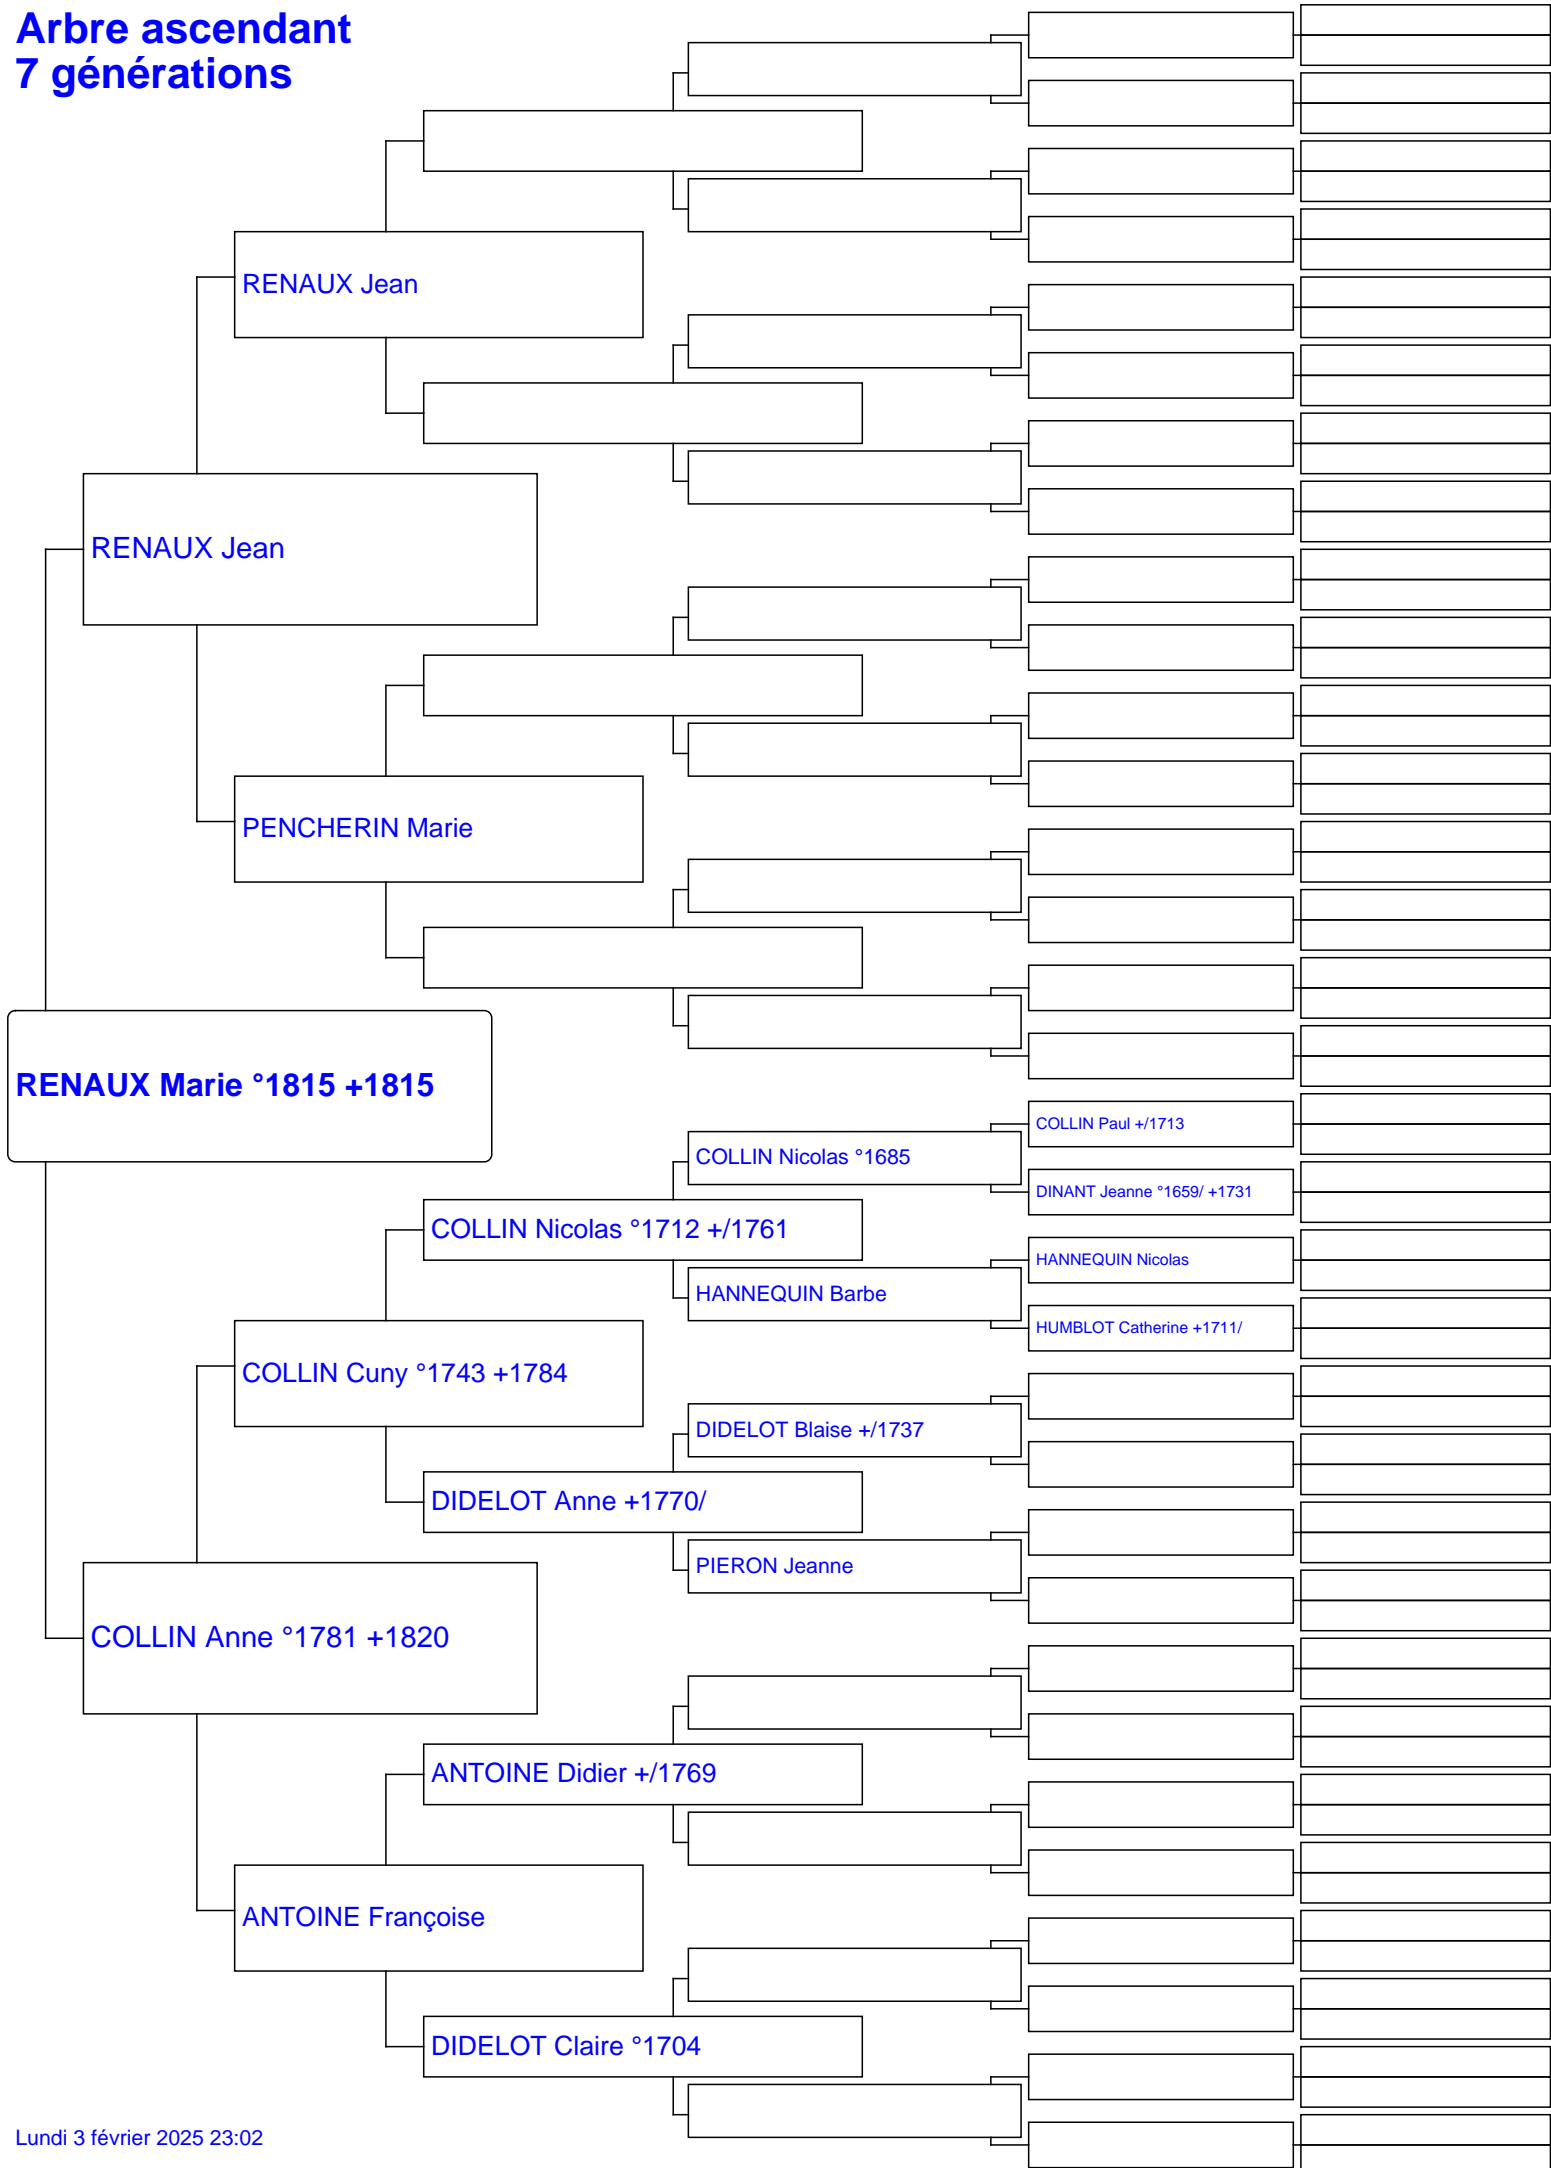 Arbre ascendant
7 générations
RENAUX Jean
RENAUX Jean
PENCHERIN Marie
RENAUX Marie °1815 +1815
COLLIN Paul +/1713
COLLIN Nicolas °1685
DINANT Jeanne °1659/ +1731
COLLIN Nicolas °1712 +/1761
HANNEQUIN Nicolas
HANNEQUIN Barbe
HUMBLOT Catherine +1711/
COLLIN Cuny °1743 +1784
DIDELOT Blaise +/1737
DIDELOT Anne +1770/
PIERON Jeanne
COLLIN Anne °1781 +1820
ANTOINE Didier +/1769
ANTOINE Françoise
DIDELOT Claire °1704
Lundi 3 février 2025 23:02